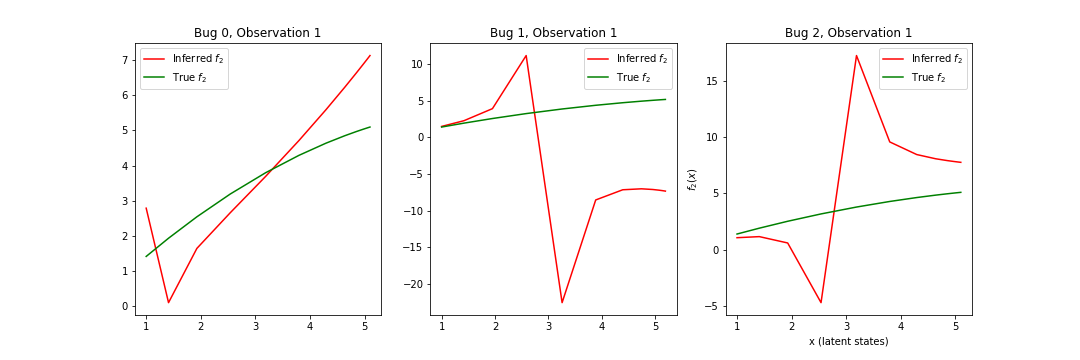 Bug 0, Observation 1
Inferred f₂
True f₂
7
6
5
4
3
2
1
0
1 2 3 4 5
Bug 1, Observation 1
Inferred f₂
True f₂
10
5
0
−5
−10
−15
−20
1 2 3 4 5
Bug 2, Observation 1
Inferred f₂
True f₂
f₂(x)
15
10
5
0
−5
1 2 3 4 5
x (latent states)